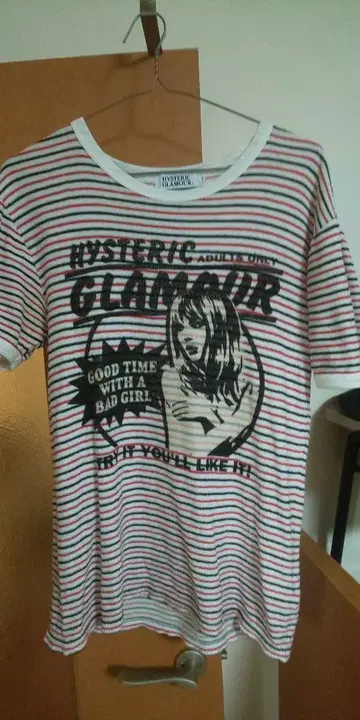 HYSTERIC
GLAMOUR
HYSTERIC ADULTS ONLY
GLAMOUR
GOOD TIME
WITH A
BAD GIRL
TRY IT YOU'LL LIKE IT!